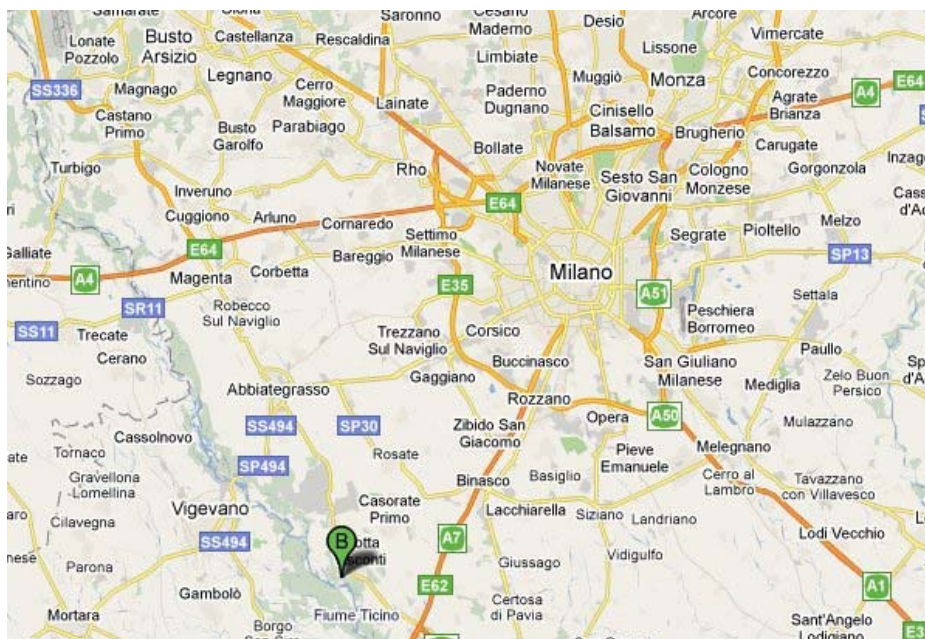 Samarate
Saronno
Cesano
Maderno
Desio
Arcore
Lonate
Pozzolo
Busto
Arsizio
Castellanza
Rescaldina
Limbiate
Lissone
Vimercate
Legnano
Cerro
Maggiore
Lainate
Paderno
Dugnano
Muggiò
Monza
Concorezzo
A4
E64
SS336
Magnago
Castano
Primo
Busto
Garolfo
Parabiago
Bollate
Cinisello
Balsamo
Brugherio
Agrate
Brianza
Carugate
Turbigo
Inveruno
Rho
Novate
Milanese
Sesto San
Giovanni
Cologno
Monzese
Gorgonzola
Cuggiono
Arluno
Cornaredo
E64
Settimo
Milanese
Segrate
Pioltello
Melzo
Galliate
E64
Magenta
Corbetta
Bareggio
SP13
A4
E35
Milano
A51
Settala
SR11
Robecco
Sul Naviglio
Peschiera
Borromeo
SS11
Trecate
Cerano
Trezzano
Sul Naviglio
Corsico
Buccinasco
San Giuliano
Milanese
Paullo
Sozzago
Abbiategrasso
Gaggiano
Rozzano
Mediglia
Zelo Buon
Persico
Cassolnovo
SS494
SP30
Zibido San
Giacomo
Opera
A50
Mulazzano
Tornaco
SP494
Rosate
Pieve
Emanuele
Melegnano
Gravellona
Lomellina
Binasco
Basiglio
Cerro al
Lambro
Tavazzano
con Villavesco
Cilavegna
Vigevano
Casorate
Primo
Lacchiarella
Siziano
Landriano
SS494
B
A7
Lodi Vecchio
Parona
Giussago
Vidigulfo
Gambolò
E62
A1
Mortara
Fiume Ticino
Certosa
di Pavia
Borgo
Sant'Angelo
Lodigiano